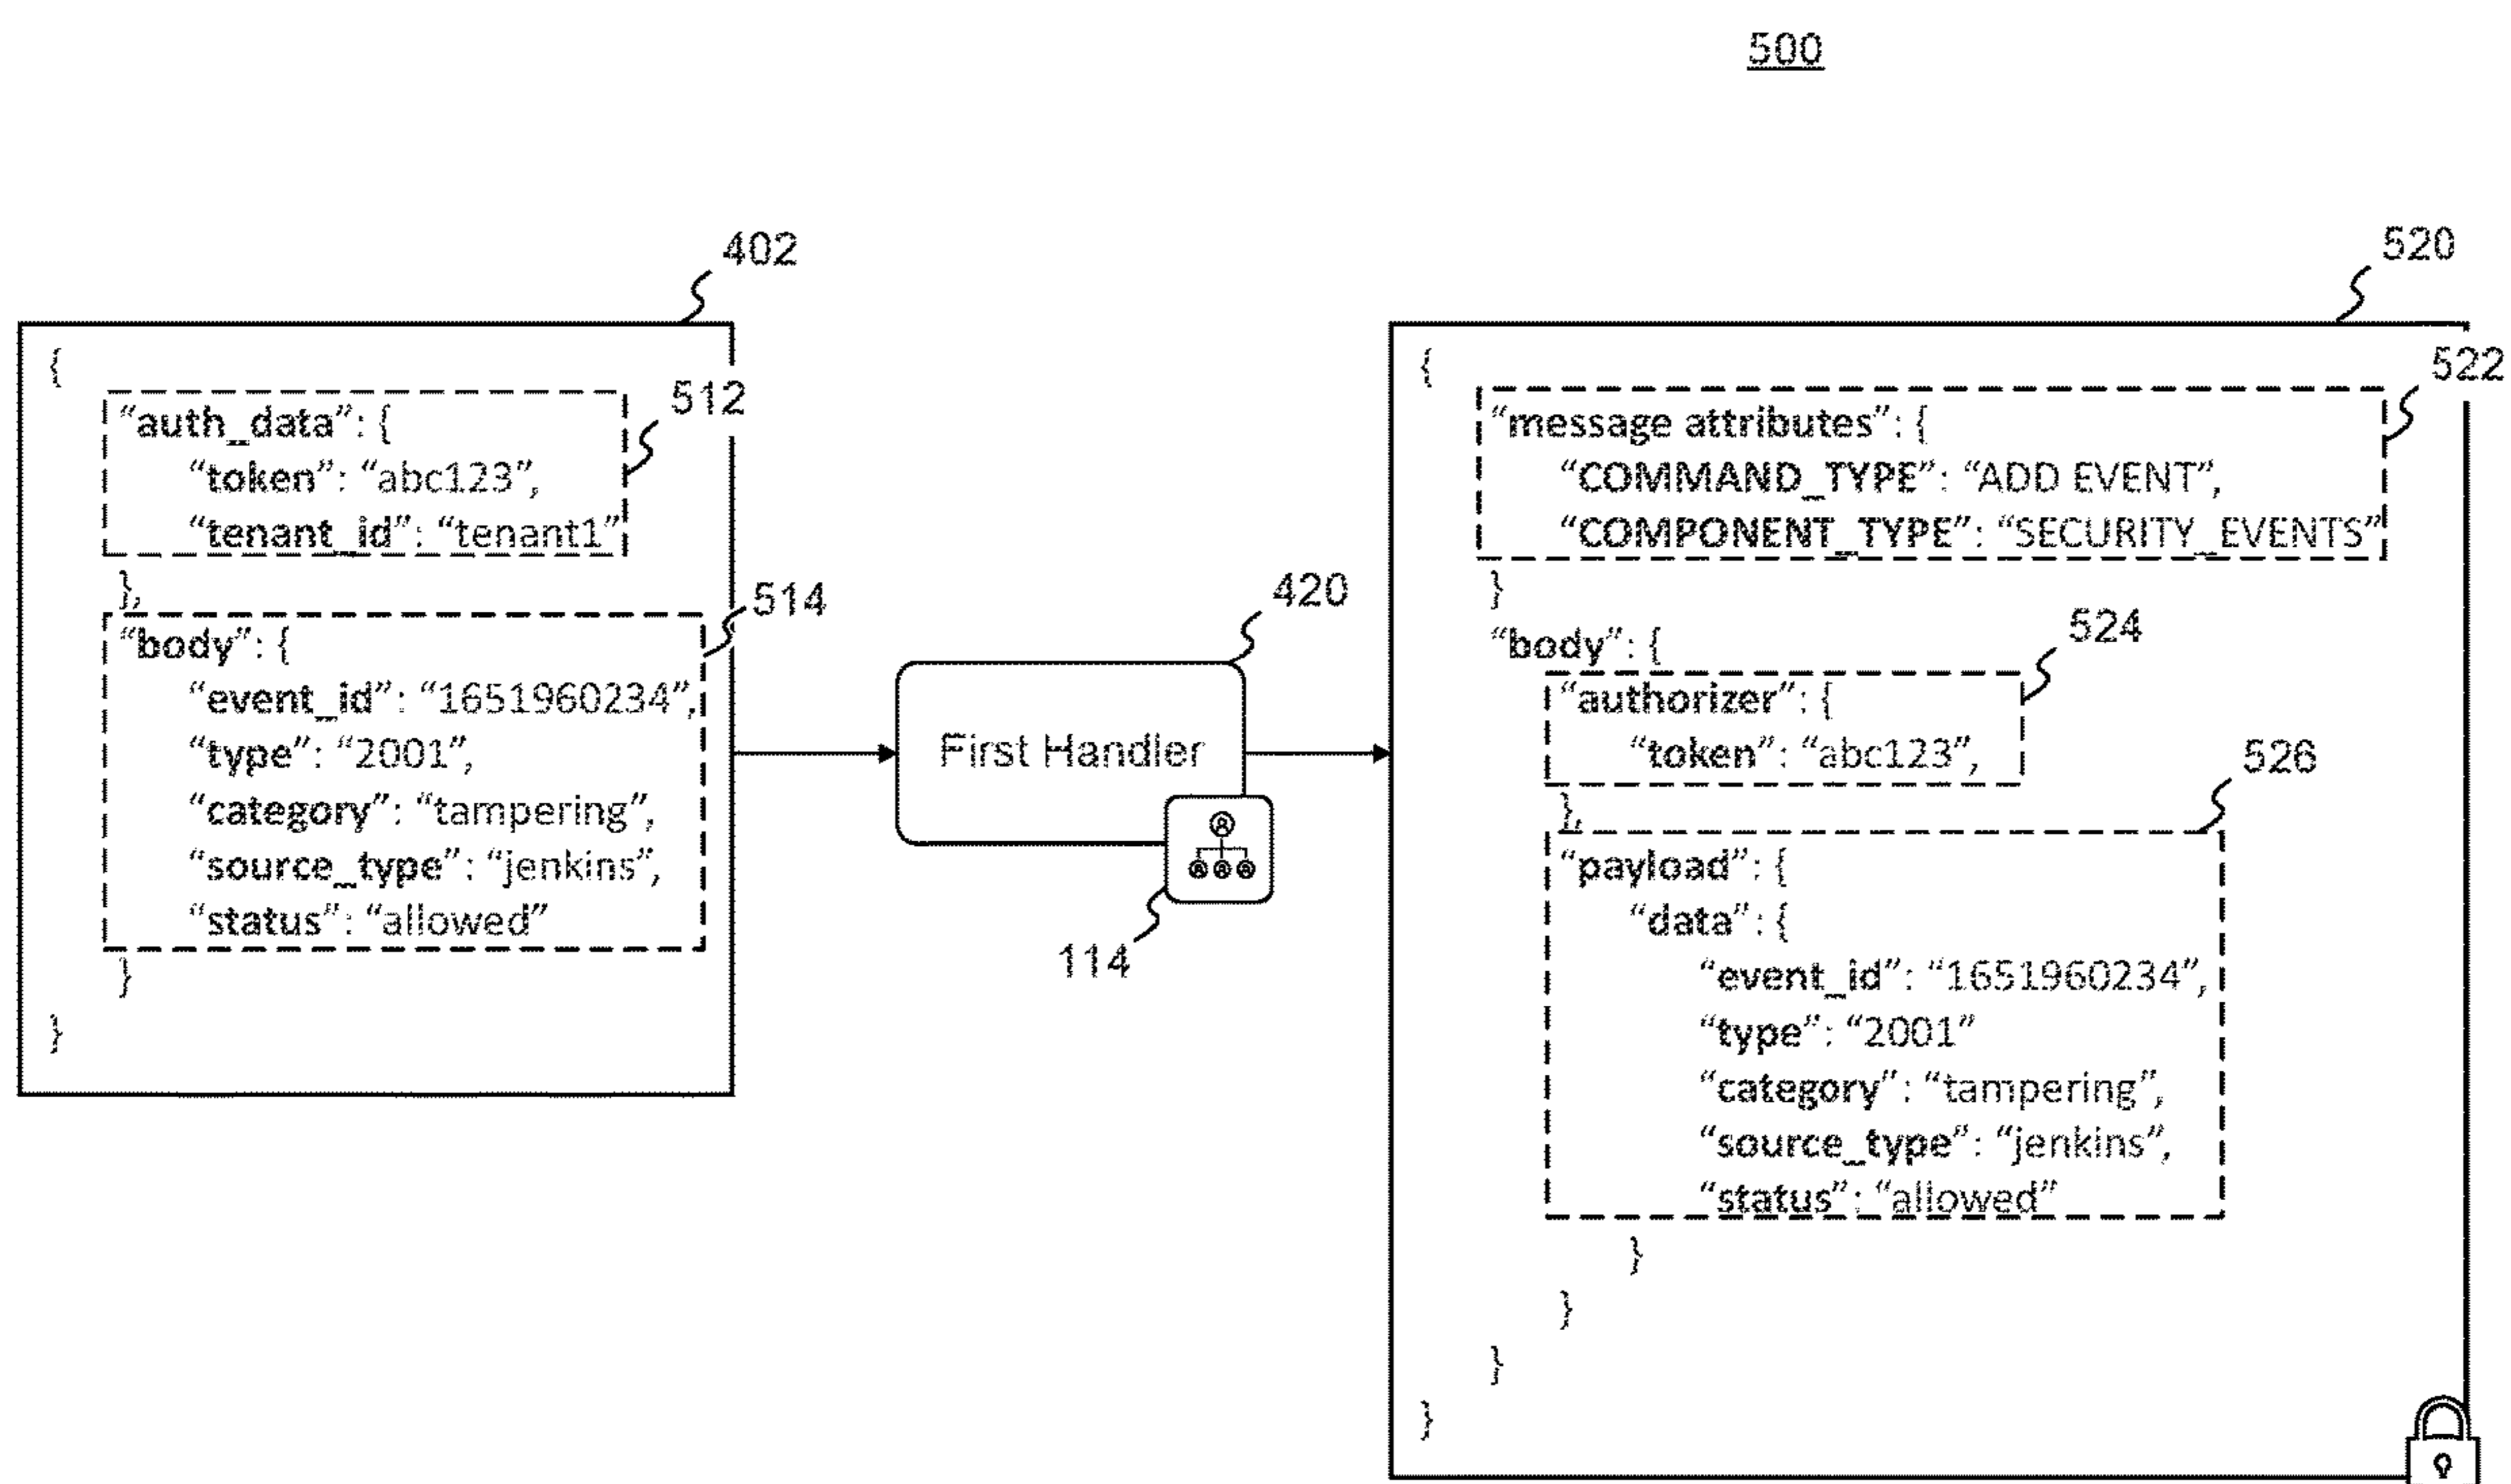 500
402
{
"auth_data": {
512
"token": "abc123",
"tenant_id": "tenant1"
},
514
"body": {
"event_id": "1651960234",
"type": "2001",
"category": "tampering",
"source_type": "jenkins",
"status": "allowed"
}
}
420
First Handler
114
520
{
522
"message attributes": {
"COMMAND_TYPE": "ADD EVENT",
"COMPONENT_TYPE": "SECURITY_EVENTS"
}
"body": {
524
"authorizer": {
"token": "abc123",
},
526
"payload": {
"data": {
"event_id": "1651960234",
"type": "2001"
"category": "tampering",
"source_type": "jenkins",
"status": "allowed"
}
}
}
}